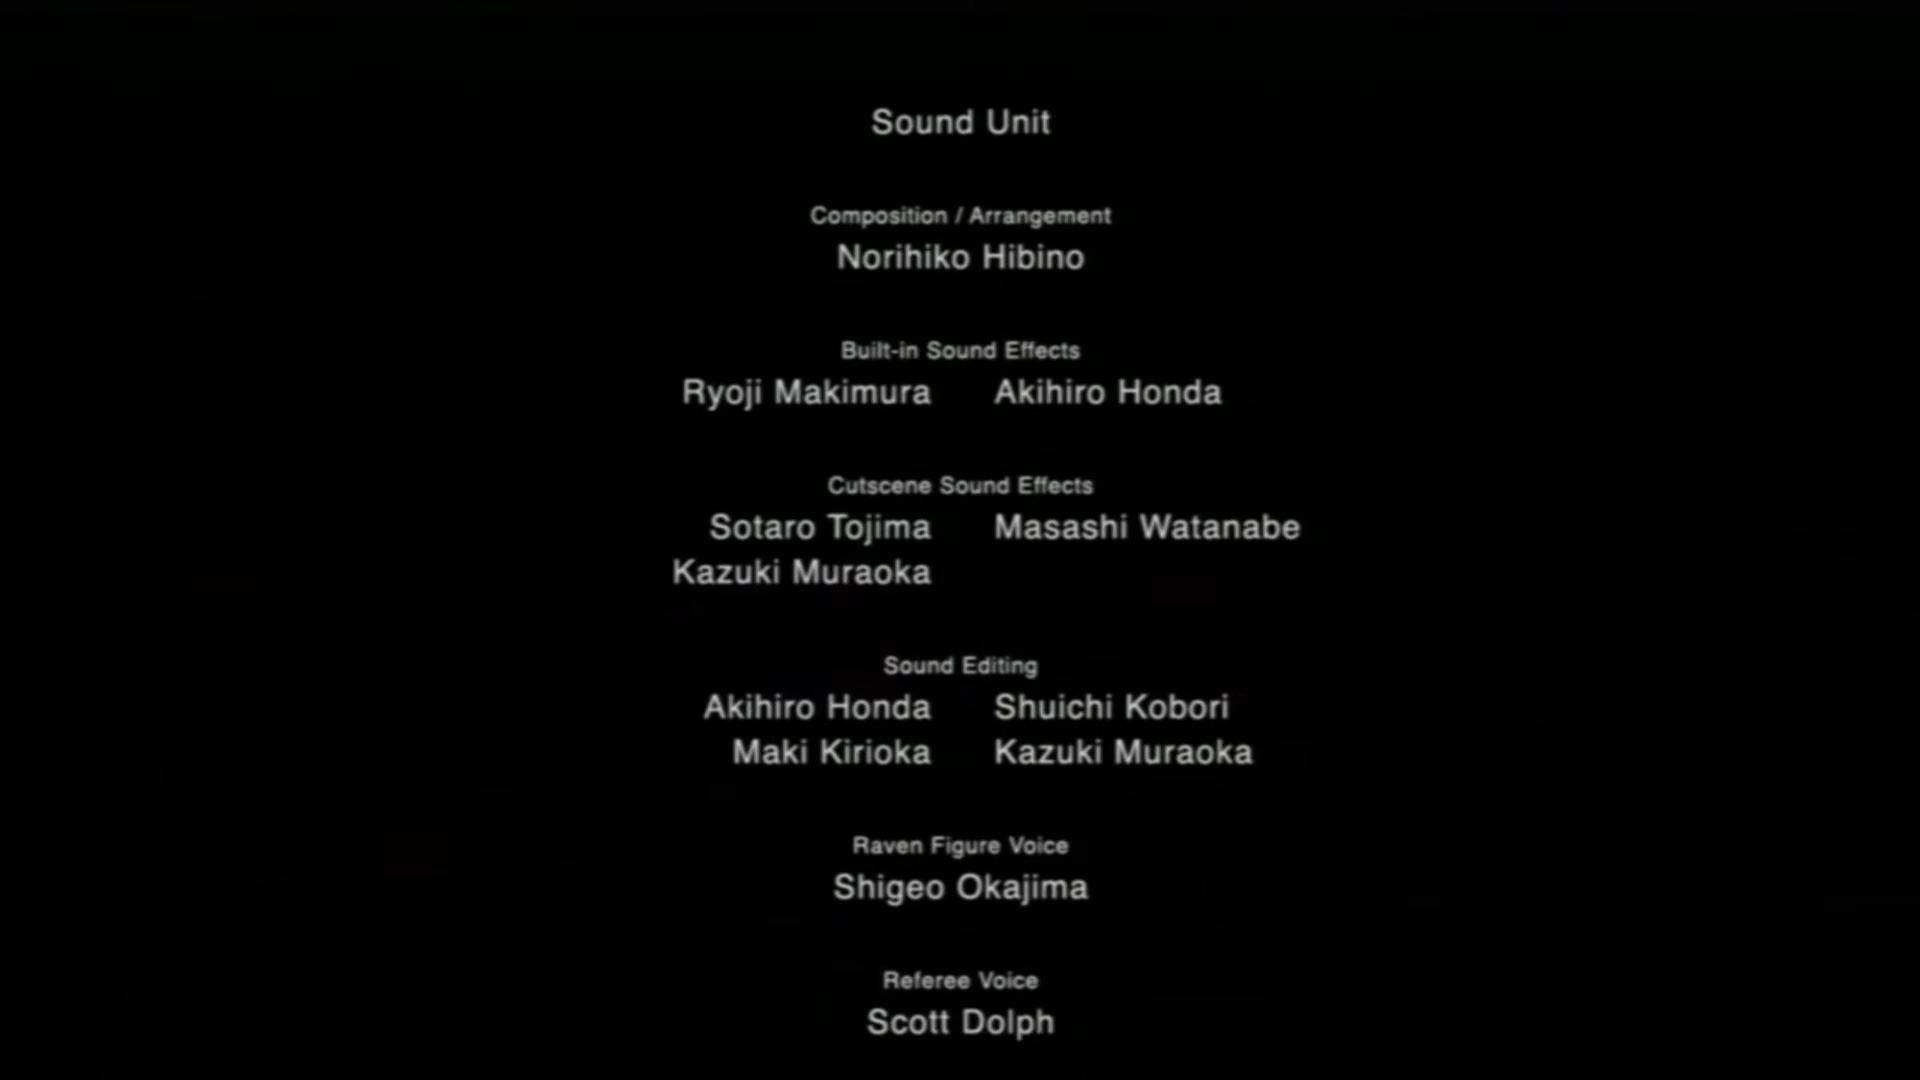 Sound Unit
Composition / Arrangement
Norihiko Hibino
Built-in Sound Effects
Ryoji Makimura Akihiro Honda
Cutscene Sound Effects
Sotaro Tojima Masashi Watanabe
Kazuki Muraoka
Sound Editing
Akihiro Honda Shuichi Kobori
Maki Kirioka Kazuki Muraoka
Raven Figure Voice
Shigeo Okajima
Referee Voice
Scott Dolph